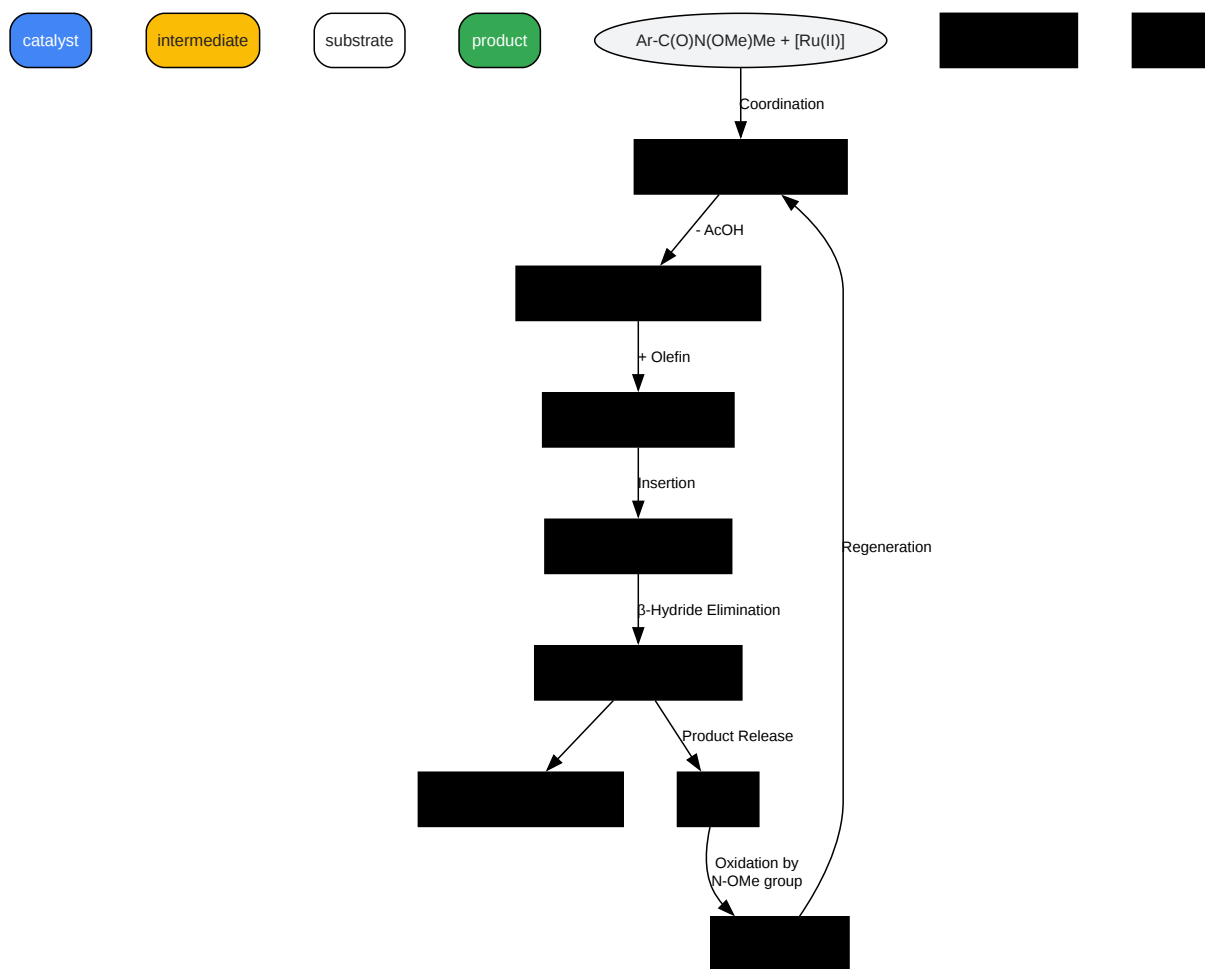 catalyst
intermediate
substrate
product
Ar-C(O)N(OMe)Me + [Ru(II)]
Coordination
- AcOH
+ Olefin
Insertion
β-Hydride Elimination
Product Release
Oxidation by
N-OMe group
Regeneration